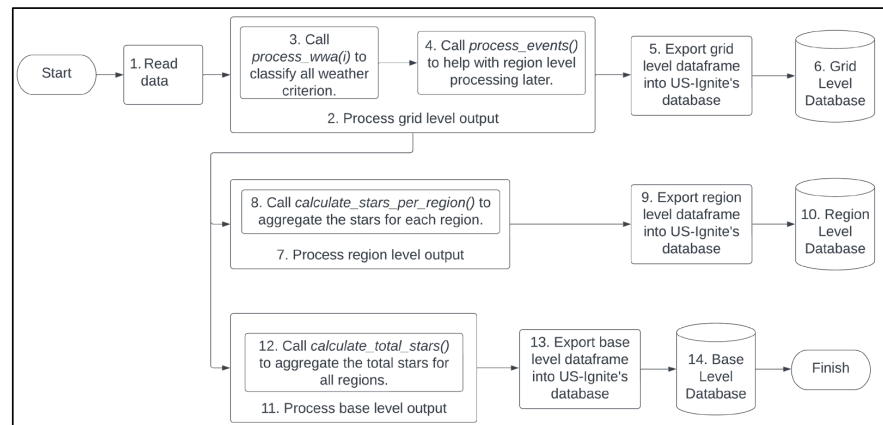 Start
1. Read
data
3. Call
process_wwa(i) to
classify all weather
criterion.
4. Call process_events()
to help with region level
processing later.
2. Process grid level output
5. Export grid
level dataframe
into US-Ignite's
database
6. Grid
Level
Database
8. Call calculate_stars_per_region() to
aggregate the stars for each region.
7. Process region level output
9. Export region
level dataframe
into US-Ignite's
database
10. Region
Level
Database
12. Call calculate_total_stars()
to aggregate the total stars for
all regions.
11. Process base level output
13. Export base
level dataframe
into US-Ignite's
database
14. Base
Level
Database
Finish